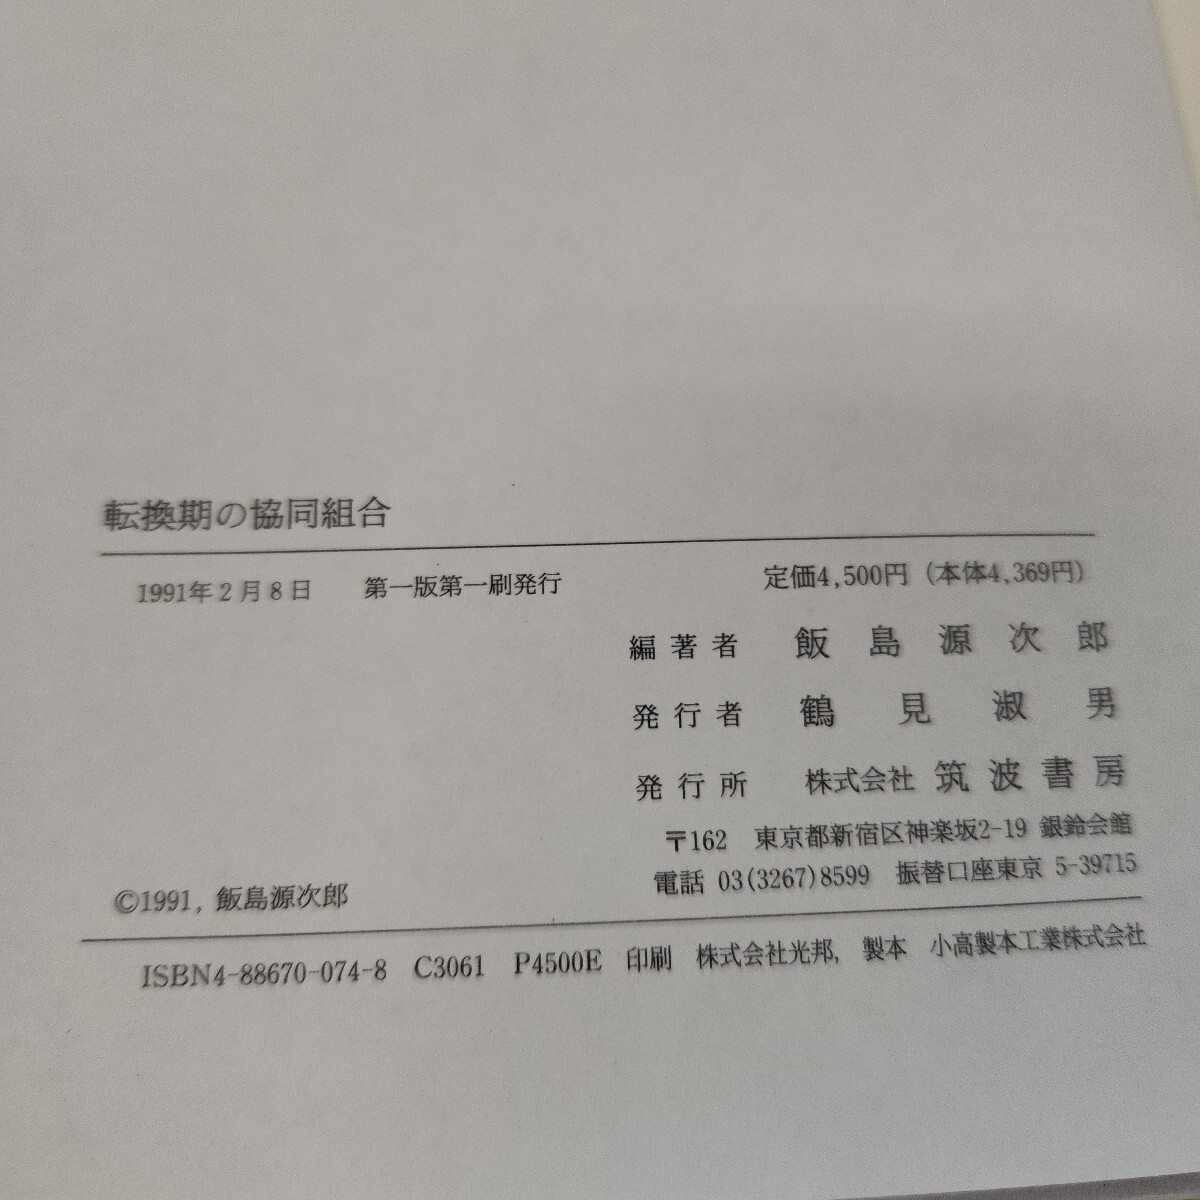 転換期の協同組合
1991年2月8日　第一版第一刷発行　定価4,500円（本体4,369円）
編著者　飯島源次郎
発行者　鶴見淑男
発行所　株式会社 筑波書房
〒162　東京都新宿区神楽坂2-19 銀鈴会館
電話 03(3267)8599　振替口座東京 5-39715
©1991, 飯島源次郎
ISBN4-88670-074-8　C3061　P4500E　印刷　株式会社光邦, 製本　小高製本工業株式会社